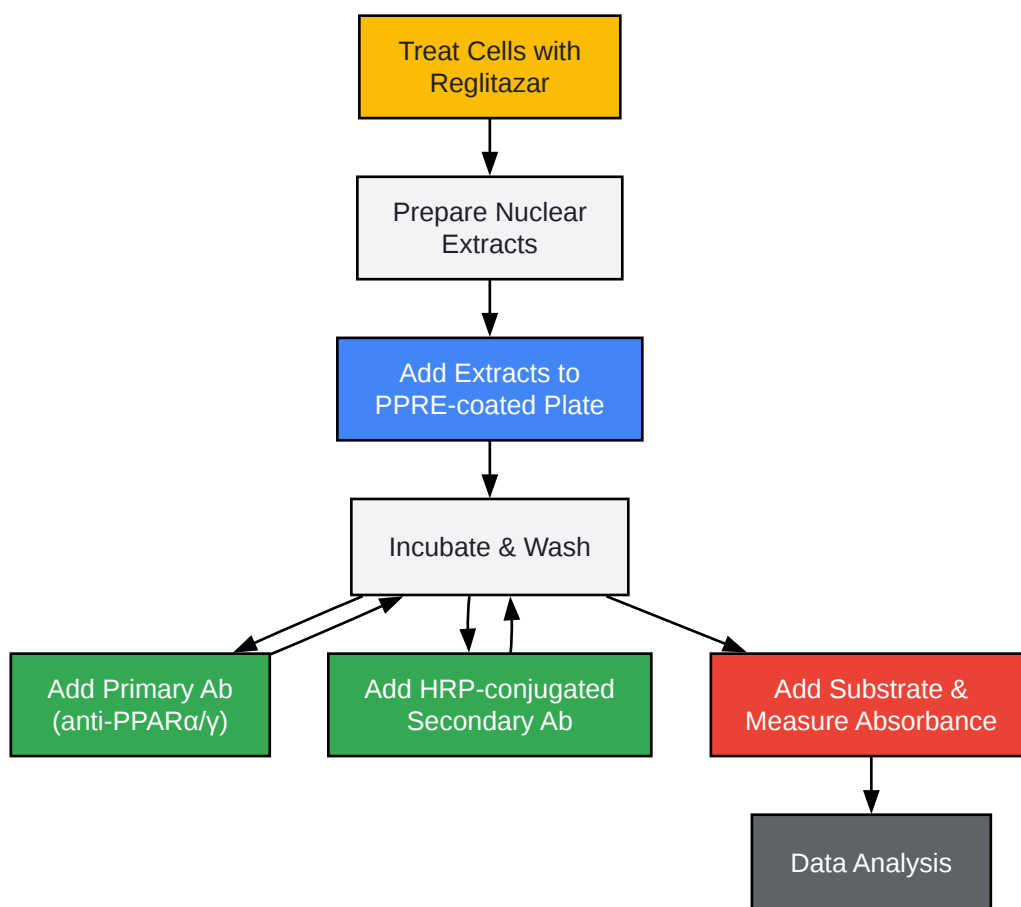 Treat Cells with
Reglitazar
Prepare Nuclear
Extracts
Add Extracts to
PPRE-coated Plate
Incubate & Wash
Add Primary Ab
(anti-PPARα/γ)
Add HRP-conjugated
Secondary Ab
Add Substrate &
Measure Absorbance
Data Analysis